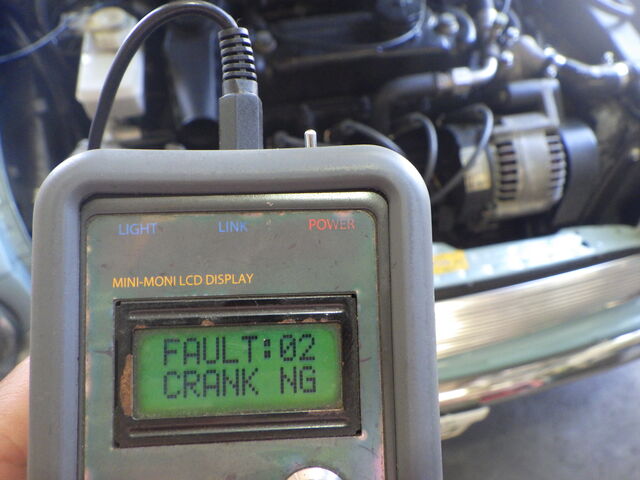 LIGHT LINK POWER
MINI-MONI LCD DISPLAY
FAULT:02
CRANK NG